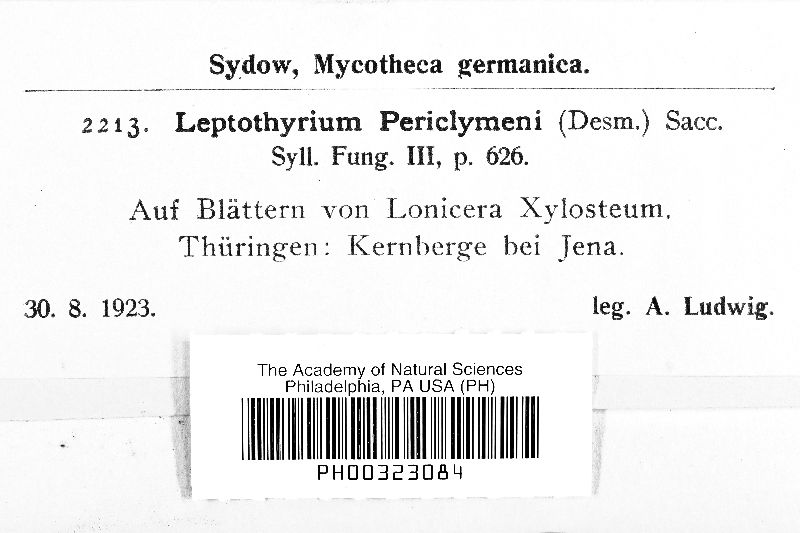 Sydow, Mycotheca germanica.
2213. Leptothyrium Periclymeni (Desm.) Sacc.
Syll. Fung. III, p. 626.
Auf Blättern von Lonicera Xylosteum.
Thüringen: Kernberge bei Jena.
30. 8. 1923. leg. A. Ludwig.
The Academy of Natural Sciences
Philadelphia, PA USA (PH)
PH00323084